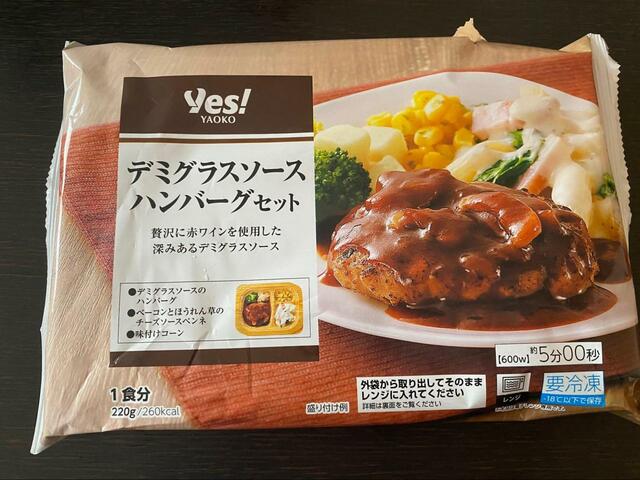 Yes!
YAOKO
デミグラスソース
ハンバーグセット
贅沢に赤ワインを使用した
深みあるデミグラスソース
●デミグラスソースの
ハンバーグ
●ベーコンとほうれん草の
チーズソースペンネ
●味付けコーン
1食分
220g/260kcal
盛り付け例
外袋から取り出してそのまま
レンジに入れてください
詳細は裏面をご覧ください
【600w】約5分00秒
レンジ
要冷凍
-18℃以下で保存